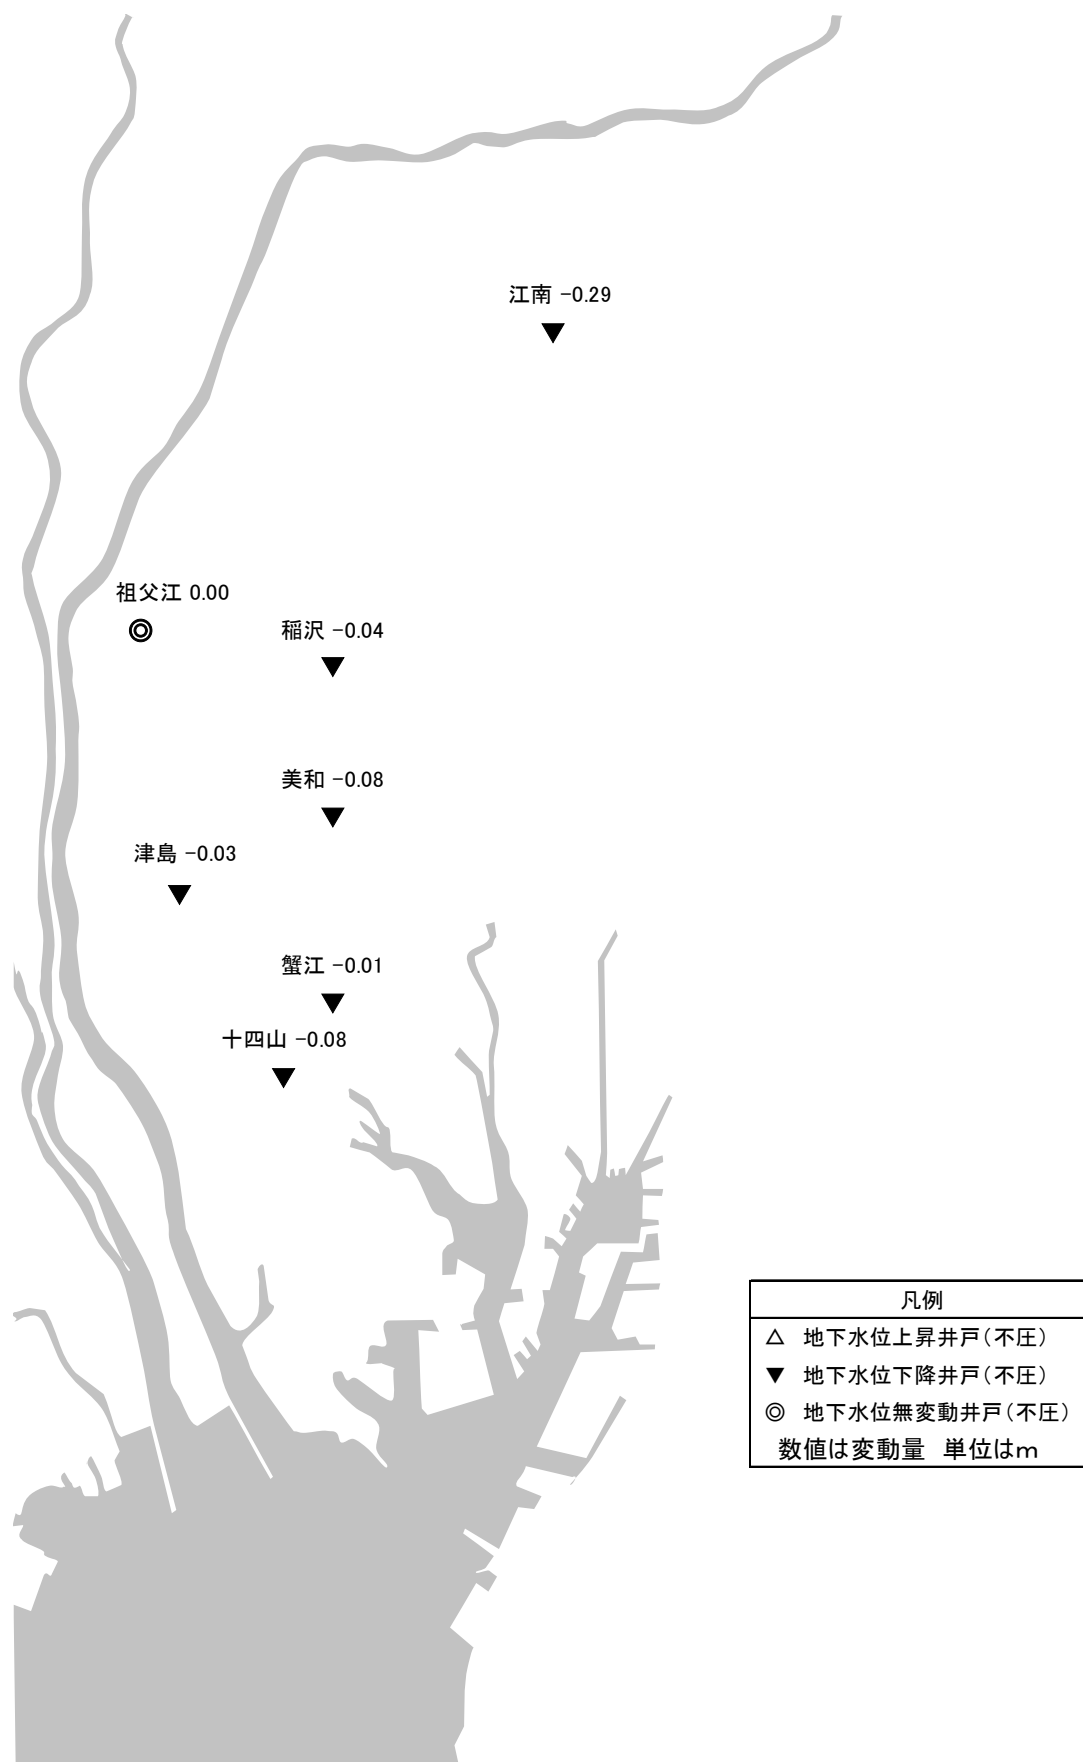 江南 -0.29
祖父江 0.00
稲沢 -0.04
美和 -0.08
津島 -0.03
蟹江 -0.01
十四山 -0.08
凡例
△ 地下水位上昇井戸(不圧)
▼ 地下水位下降井戸(不圧)
◎ 地下水位無変動井戸(不圧)
数値は変動量 単位はm